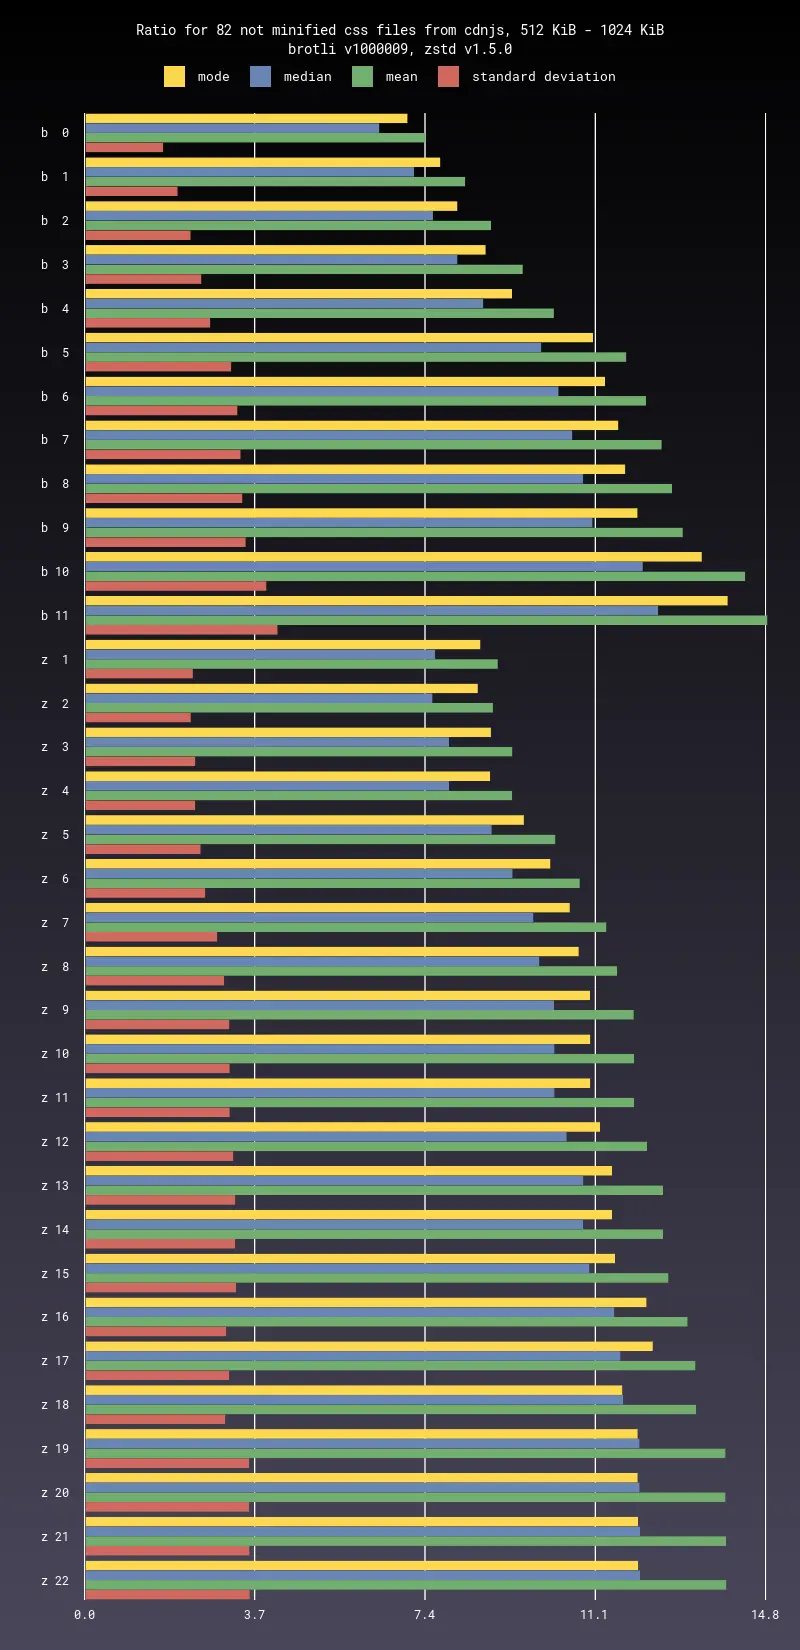 Ratio for 82 not minified css files from cdnjs, 512 KiB - 1024 KiB
brotli v1000009, zstd v1.5.0
mode median mean standard deviation
b 0
b 1
b 2
b 3
b 4
b 5
b 6
b 7
b 8
b 9
b 10
b 11
z 1
z 2
z 3
z 4
z 5
z 6
z 7
z 8
z 9
z 10
z 11
z 12
z 13
z 14
z 15
z 16
z 17
z 18
z 19
z 20
z 21
z 22
0.0 3.7 7.4 11.1 14.8